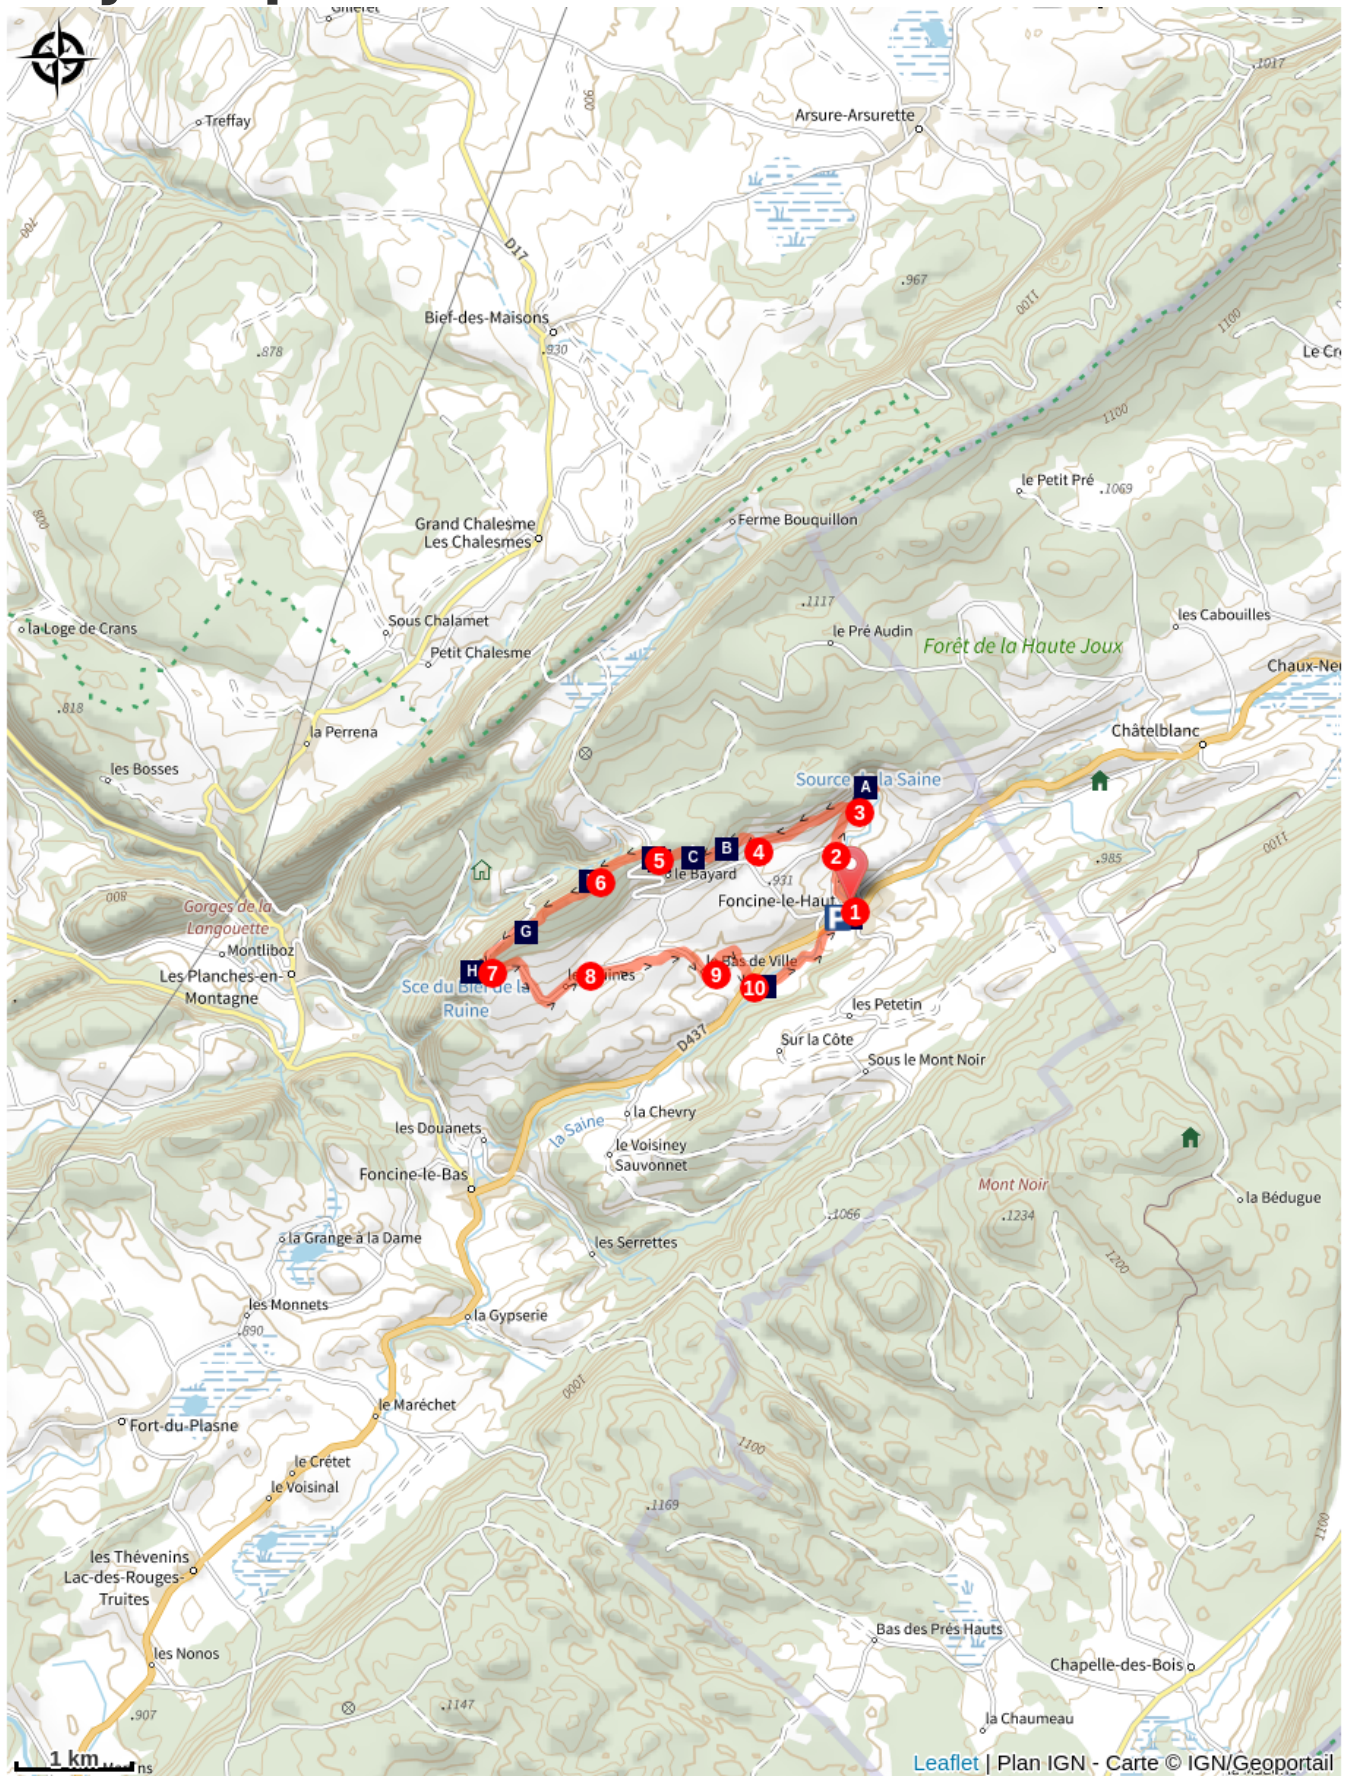 Treffay
Arsure-Arsurette
.1017
900
700
D17
.967
1100
Bief-des-Maisons
.930
.878
1100
1100
le Petit Pré
.1069
Grand Chalesme
Les Chalesmes
Ferme Bouquillon
800
.1117
Sous Chalamet
la Loge de Crans
le Pré Audin
les Cabouilles
Forêt de la Haute Joux
Petit Chalesme
.818
la Perrena
Châtelblanc
les Bosses
Source
la Saine
A
3
B
4
C
5
2
le Bayard
.931
.985
1100
6
800
Foncine-le-Haut
P
1
Gorges de la
Langouette
G
Montliboz
Les Planches-en-
Montagne
H
7
8
9
le Bas de Ville
10
Sce du Bief de la
Ruine
les Petetin
D437
Sur la Côte
Sous le Mont Noir
la Chevry
les Douanets
la Saine
le Voisiney
Sauvonnet
Foncine-le-Bas
Mont Noir
la Bédugue
.1066
.1234
la Grange à la Dame
les Serrettes
1200
les Monnets
la Gypserie
.890
1000
le Maréchet
Fort-du-Plasne
1100
le Crétet
le Voisinal
.1169
1100
les Thévenins
Lac-des-Rouges-
Truites
Bas des Prés Hauts
les Nonos
Chapelle-des-Bois
.1147
.907
la Chaumeau
1 km
Leaflet | Plan IGN - Carte © IGN/Geoportail